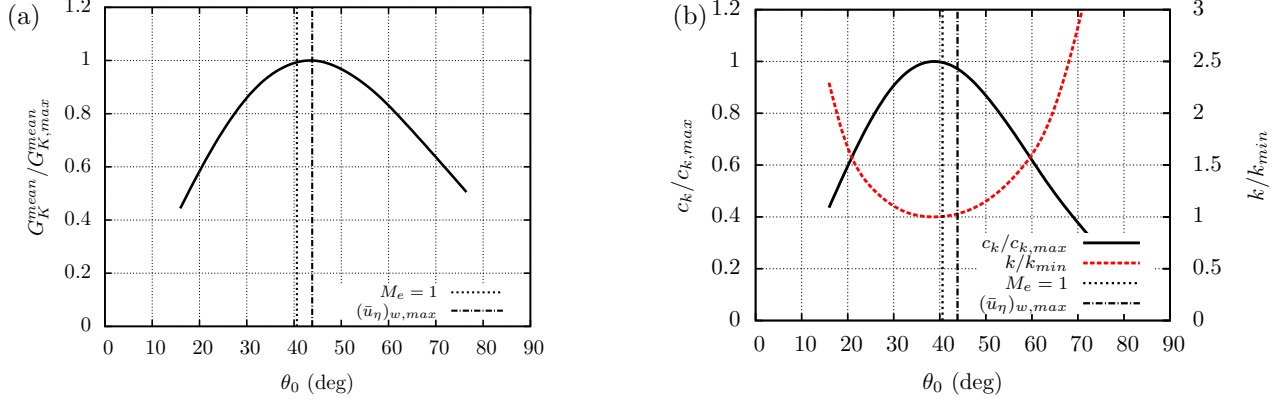 (a)
1.2
1
0.8
0.6
0.4
0.2
0
G_K^{mean}/G_{K,max}^{mean}
0 10 20 30 40 50 60 70 80 90
θ_0 (deg)
M_e = 1
(ū_η)_{w,max}
(b)
1.2
1
0.8
0.6
0.4
0.2
0
c_k/c_{k,max}
0 10 20 30 40 50 60 70 80 90
θ_0 (deg)
c_k/c_{k,max}
k/k_{min}
M_e = 1
(ū_η)_{w,max}
3
2.5
2
1.5
1
0.5
0
k/k_{min}